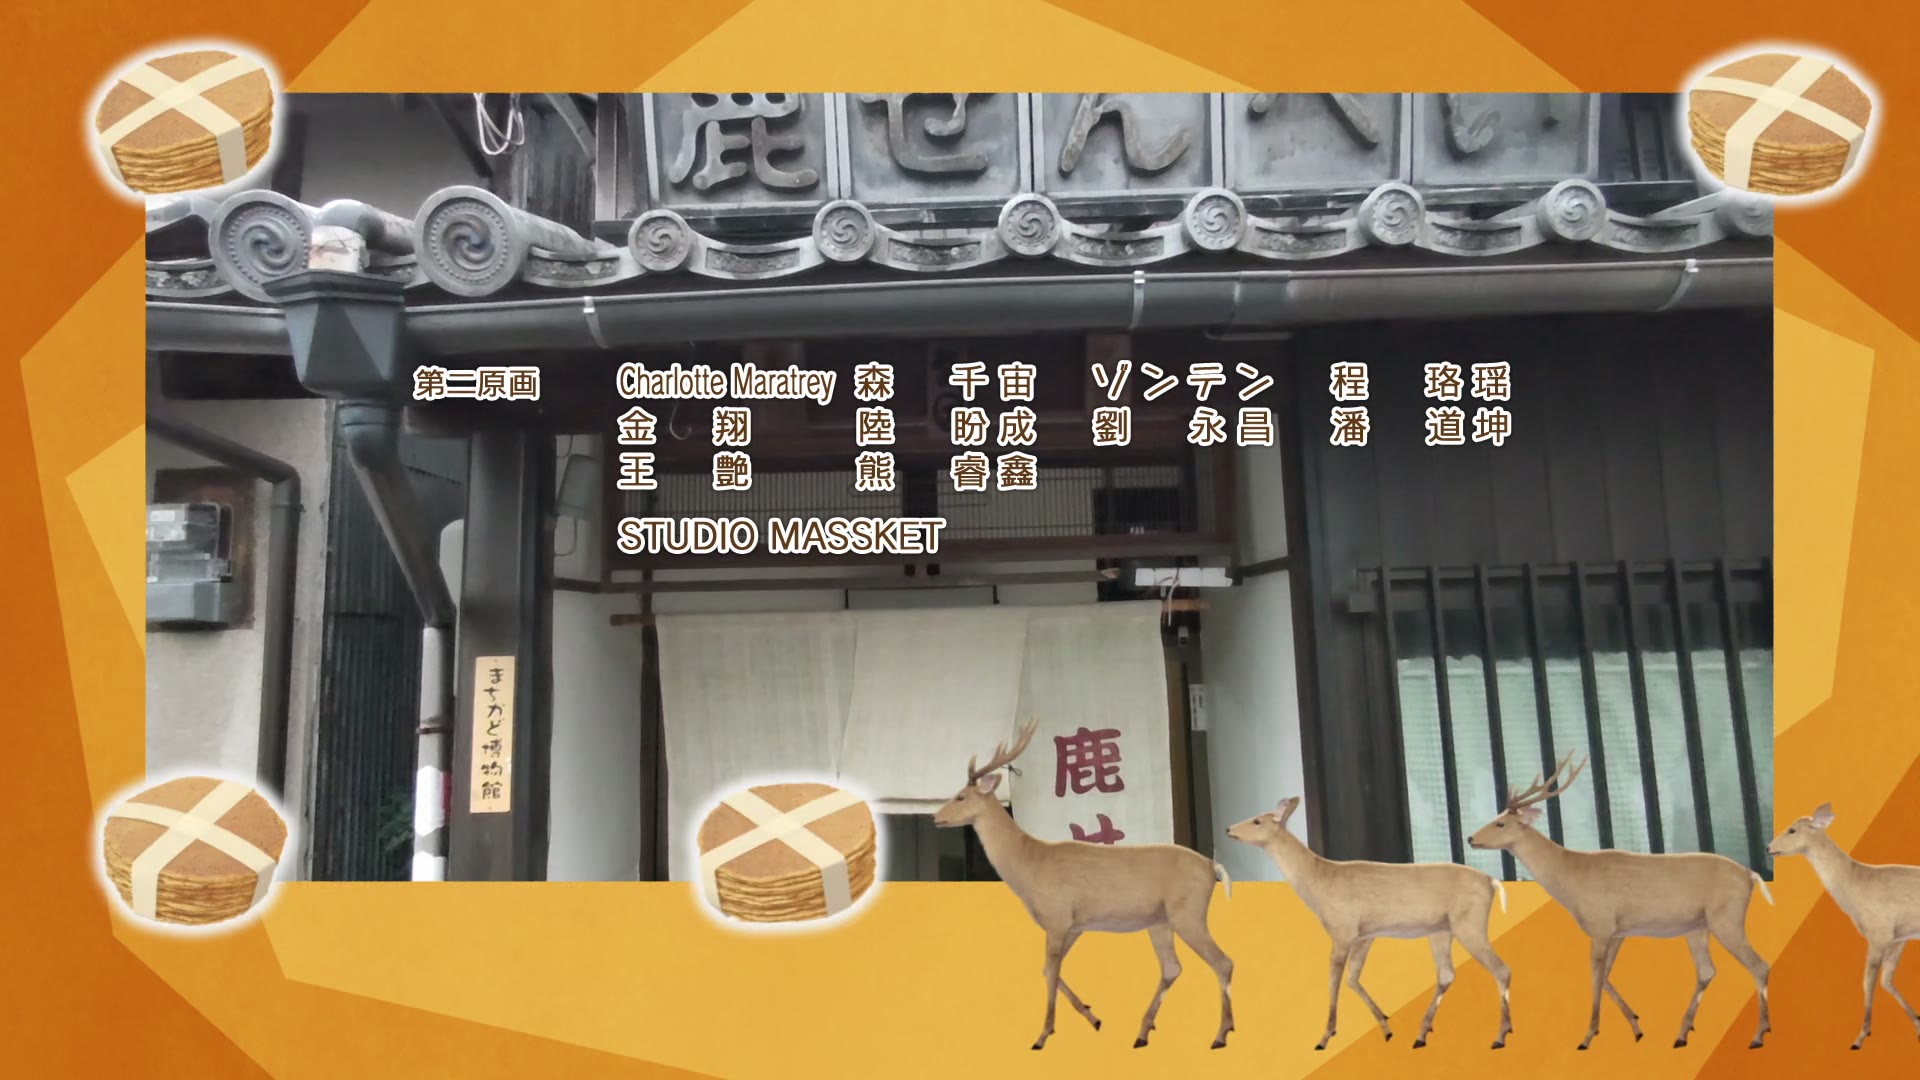 鹿せんべい
第二原画 Charlotte Maratrey 森 千宙 ゾンテン 程 珞瑶
金 翔 陸 盼成 劉 永昌 潘 道坤
王 艶 熊 睿鑫
STUDIO MASSKET
まちかど博物館
鹿せ